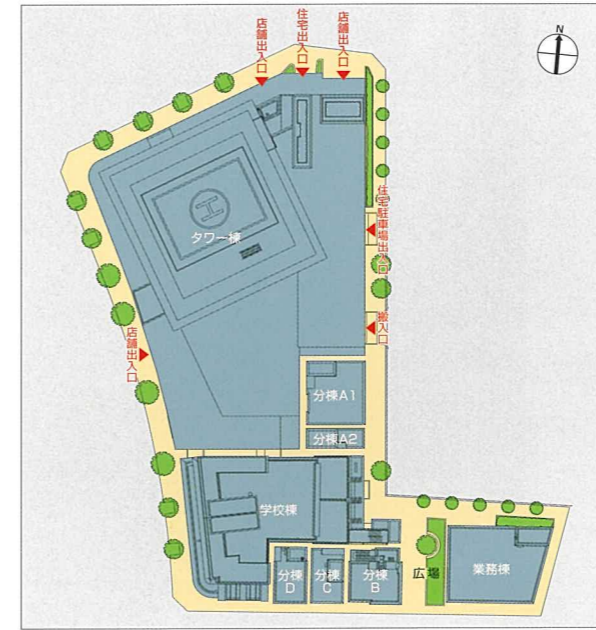 店舗出入口
住宅出入口
店舗出入口
N
タワー棟
住宅駐車場出入口
搬入口
店舗出入口
分棟A1
分棟A2
学校棟
分棟D
分棟C
分棟B
広場
業務棟